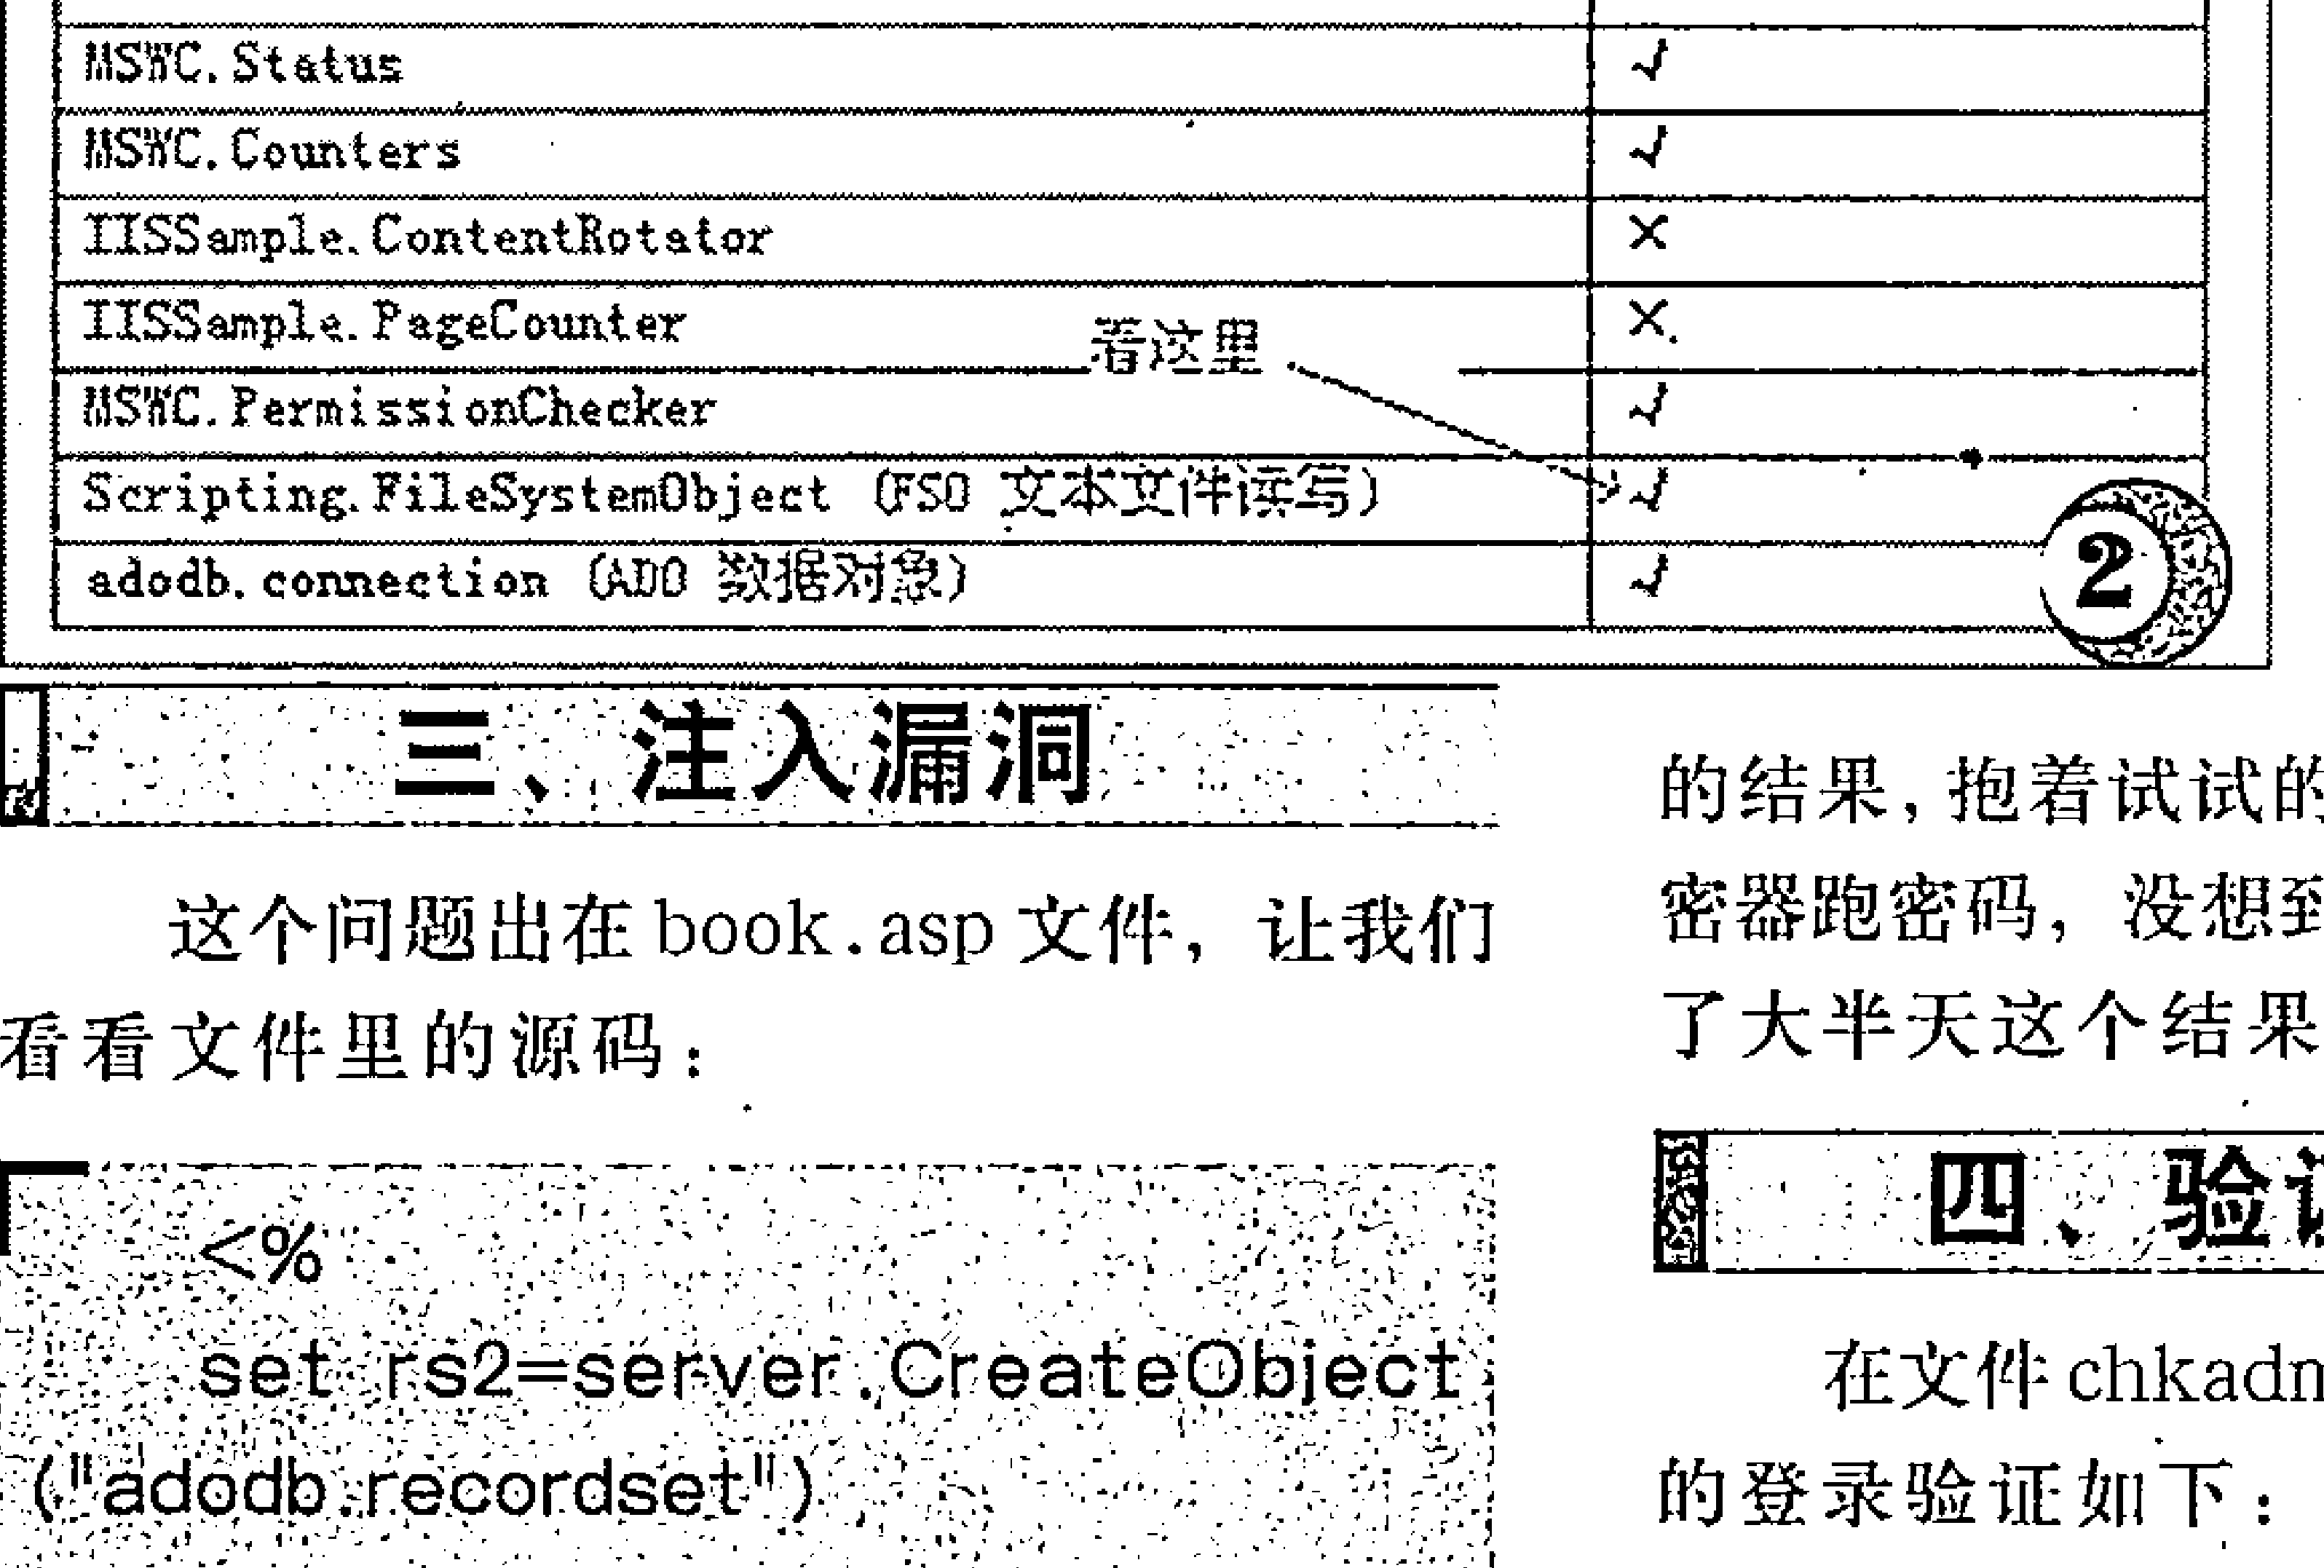 MSWC.Status √
MSWC.Counters √
IISSample.ContentRotator ×
IISSample.PageCounter ×
看这里
MSWC.PermissionChecker √
Scripting.FileSystemObject (FSO 文本文件读写) √
adodb.connection (ADO 数据对象) √
2
三、注入漏洞
这个问题出在 book.asp 文件，让我们
看看文件里的源码：
<%
set rs2=server.CreateObject
("adodb.recordset")
的结果，抱着试试的
密器跑密码，没想到
了大半天这个结果
四、验证
在文件 chkadm
的登录验证如下：